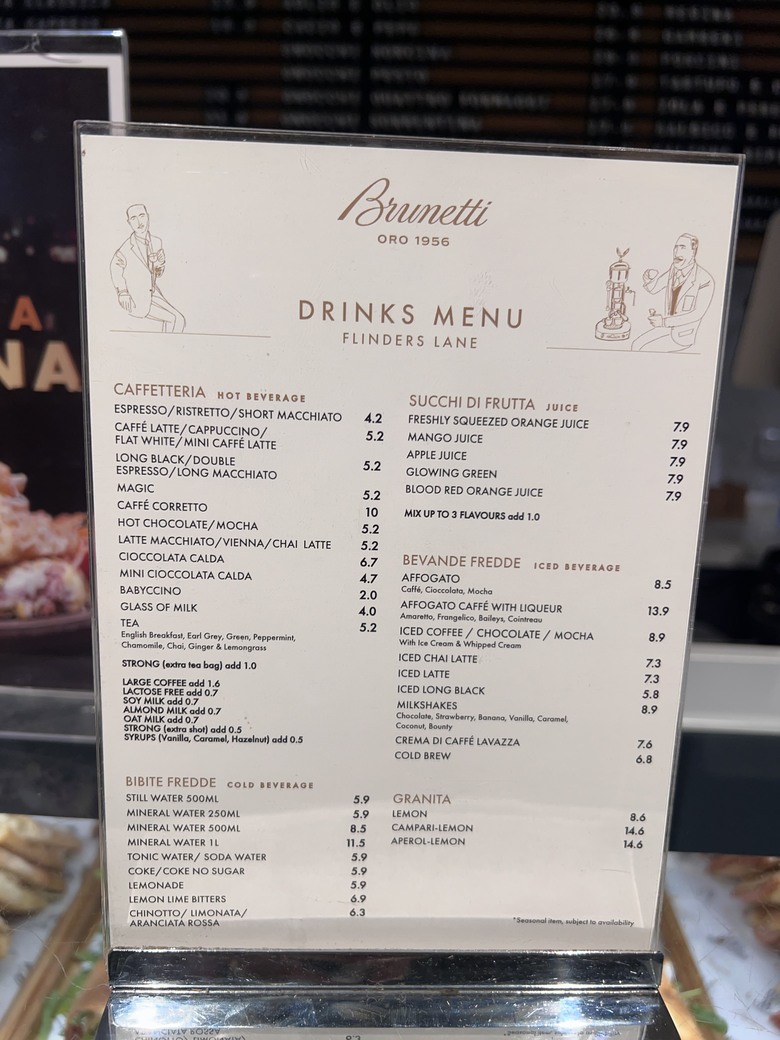 Brunetti
ORO 1956
DRINKS MENU
FLINDERS LANE
CAFFETTERIA HOT BEVERAGE
ESPRESSO/RISTRETTO/SHORT MACCHIATO 4.2
CAFFÉ LATTE/CAPPUCCINO/
FLAT WHITE/MINI CAFFÉ LATTE 5.2
LONG BLACK/DOUBLE
ESPRESSO/LONG MACCHIATO 5.2
MAGIC 5.2
CAFFÉ CORRETTO 10
HOT CHOCOLATE/MOCHA 5.2
LATTE MACCHIATO/VIENNA/CHAI LATTE 5.2
CIOCCOLATA CALDA 6.7
MINI CIOCCOLATA CALDA 4.7
BABYCCINO 2.0
GLASS OF MILK 4.0
TEA 5.2
English Breakfast, Earl Grey, Green, Peppermint,
Chamomile, Chai, Ginger & Lemongrass
STRONG (extra tea bag) add 1.0
LARGE COFFEE add 1.6
LACTOSE FREE add 0.7
SOY MILK add 0.7
ALMOND MILK add 0.7
OAT MILK add 0.7
STRONG (extra shot) add 0.5
SYRUPS (Vanilla, Caramel, Hazelnut) add 0.5
BIBITE FREDDE COLD BEVERAGE
STILL WATER 500ML 5.9
MINERAL WATER 250ML 5.9
MINERAL WATER 500ML 8.5
MINERAL WATER 1L 11.5
TONIC WATER/ SODA WATER 5.9
COKE/COKE NO SUGAR 5.9
LEMONADE 5.9
LEMON LIME BITTERS 6.9
CHINOTTO/ LIMONATA/ 6.3
ARANCIATA ROSSA
SUCCHI DI FRUTTA JUICE
FRESHLY SQUEEZED ORANGE JUICE 7.9
MANGO JUICE 7.9
APPLE JUICE 7.9
GLOWING GREEN 7.9
BLOOD RED ORANGE JUICE 7.9
MIX UP TO 3 FLAVOURS add 1.0
BEVANDE FREDDE ICED BEVERAGE
AFFOGATO 8.5
Caffé, Cioccolata, Mocha
AFFOGATO CAFFÉ WITH LIQUEUR 13.9
Amaretto, Frangelico, Baileys, Cointreau
ICED COFFEE / CHOCOLATE / MOCHA 8.9
With Ice Cream & Whipped Cream
ICED CHAI LATTE 7.3
ICED LATTE 7.3
ICED LONG BLACK 5.8
MILKSHAKES 8.9
Chocolate, Strawberry, Banana, Vanilla, Caramel,
Coconut, Bounty
CREMA DI CAFFÉ LAVAZZA 7.6
COLD BREW 6.8
GRANITA
LEMON 8.6
CAMPARI-LEMON 14.6
APEROL-LEMON 14.6
*Seasonal item, subject to availability
A
NA